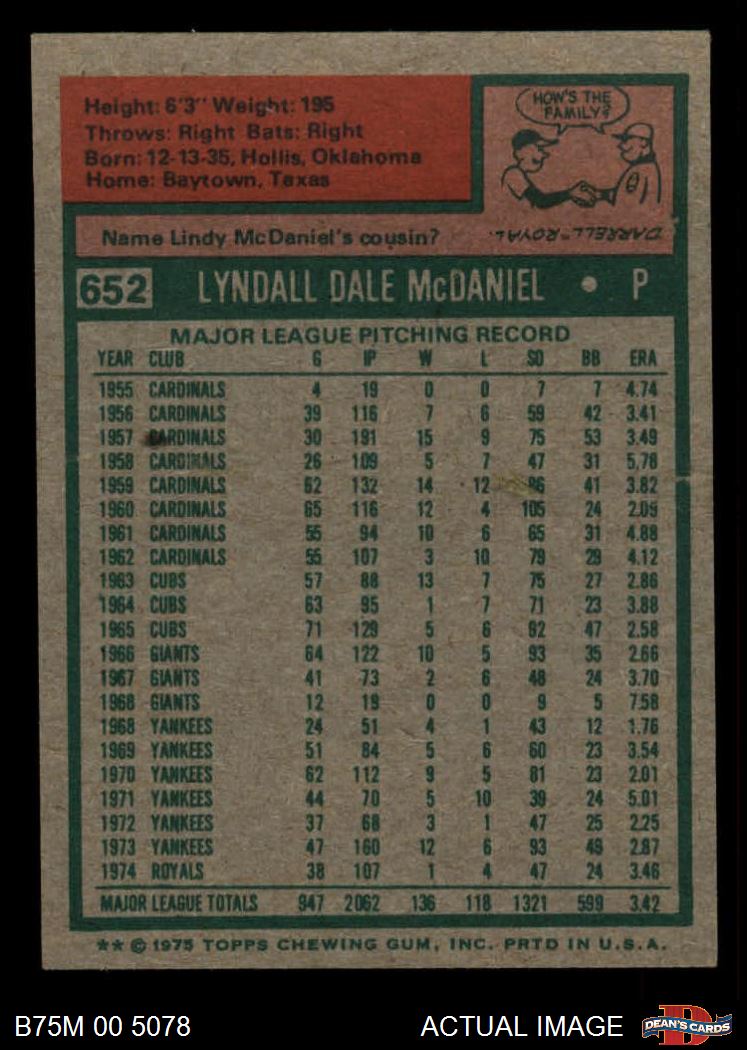 Height: 6'3" Weight: 195
Throws: Right Bats: Right
Born: 12-13-35, Hollis, Oklahoma
Home: Baytown, Texas
HOW'S THE
FAMILY?
Name Lindy McDaniel's cousin?
DARRELL ROYAL.
652 LYNDALL DALE McDANIEL • P
MAJOR LEAGUE PITCHING RECORD
YEAR CLUB G IP W L SO BB ERA
1955 CARDINALS 4 19 0 0 7 7 4.74
1956 CARDINALS 39 116 7 6 59 42 3.41
1957 CARDINALS 30 191 15 9 75 53 3.49
1958 CARDINALS 26 109 5 7 47 31 5.78
1959 CARDINALS 62 132 14 12 86 41 3.82
1960 CARDINALS 65 116 12 4 105 24 2.09
1961 CARDINALS 55 94 10 6 65 31 4.88
1962 CARDINALS 55 107 3 10 79 29 4.12
1963 CUBS 57 88 13 7 75 27 2.86
1964 CUBS 63 95 1 7 71 23 3.88
1965 CUBS 71 129 5 6 92 47 2.58
1966 GIANTS 64 122 10 5 93 35 2.66
1967 GIANTS 41 73 2 6 48 24 3.70
1968 GIANTS 12 19 0 0 9 5 7.58
1968 YANKEES 24 51 4 1 43 12 1.76
1969 YANKEES 51 84 5 6 60 23 3.54
1970 YANKEES 62 112 9 5 81 23 2.01
1971 YANKEES 44 70 5 10 39 24 5.01
1972 YANKEES 37 68 3 1 47 25 2.25
1973 YANKEES 47 160 12 6 93 49 2.87
1974 ROYALS 38 107 1 4 47 24 3.46
MAJOR LEAGUE TOTALS 947 2062 136 118 1321 599 3.42
** © 1975 TOPPS CHEWING GUM, INC. PRTD IN U.S.A.
B75M 00 5078 ACTUAL IMAGE DEAN'S CARDS